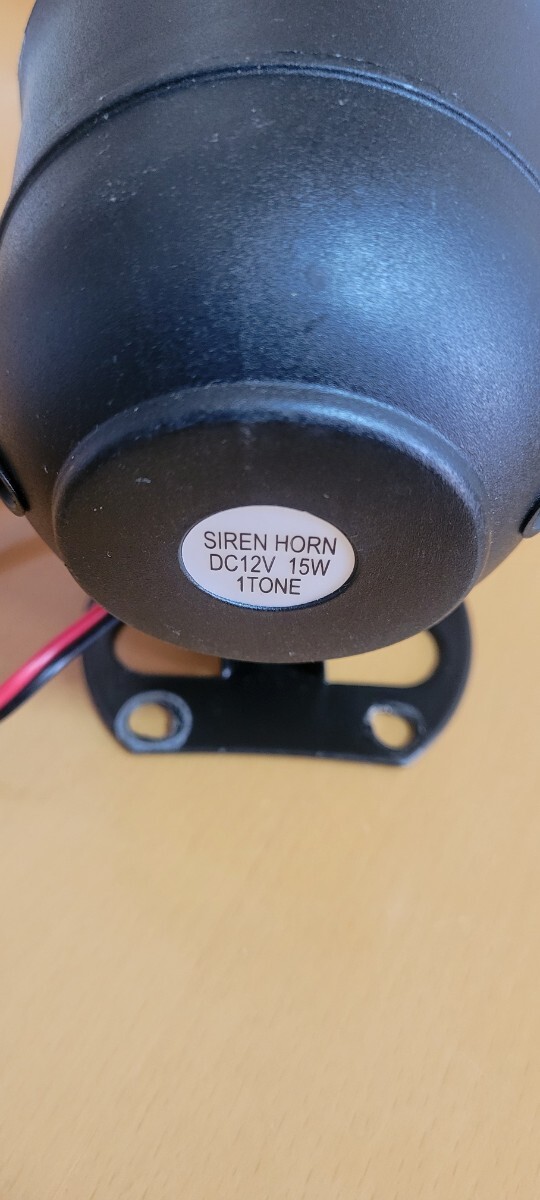 SIREN HORN
DC12V 15W
1TONE